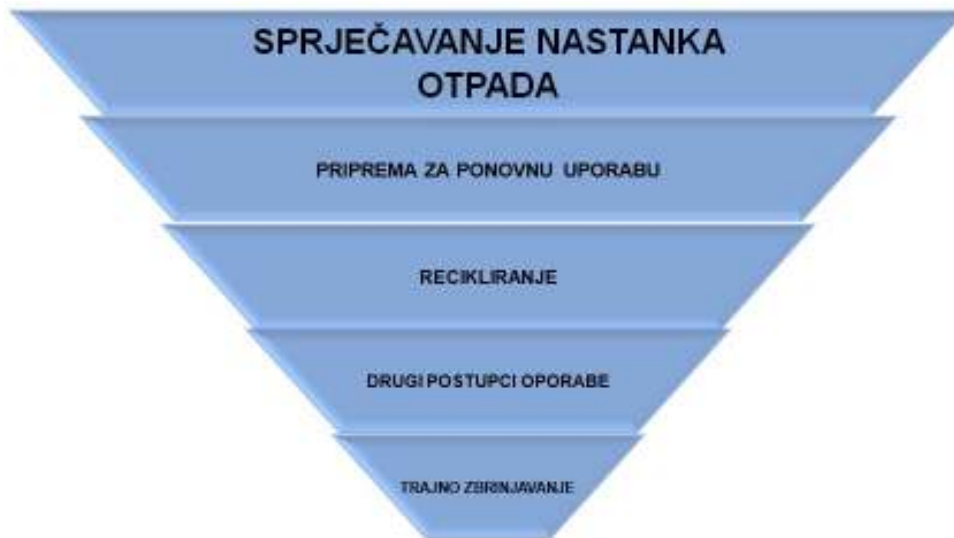 SPRJEČAVANJE NASTANKA
OTPADA
PRIPREMA ZA PONOVNU UPORABU
RECIKLIRANJE
DRUGI POSTUPCI OPORABE
TRAJNO ZBRINJAVANJE